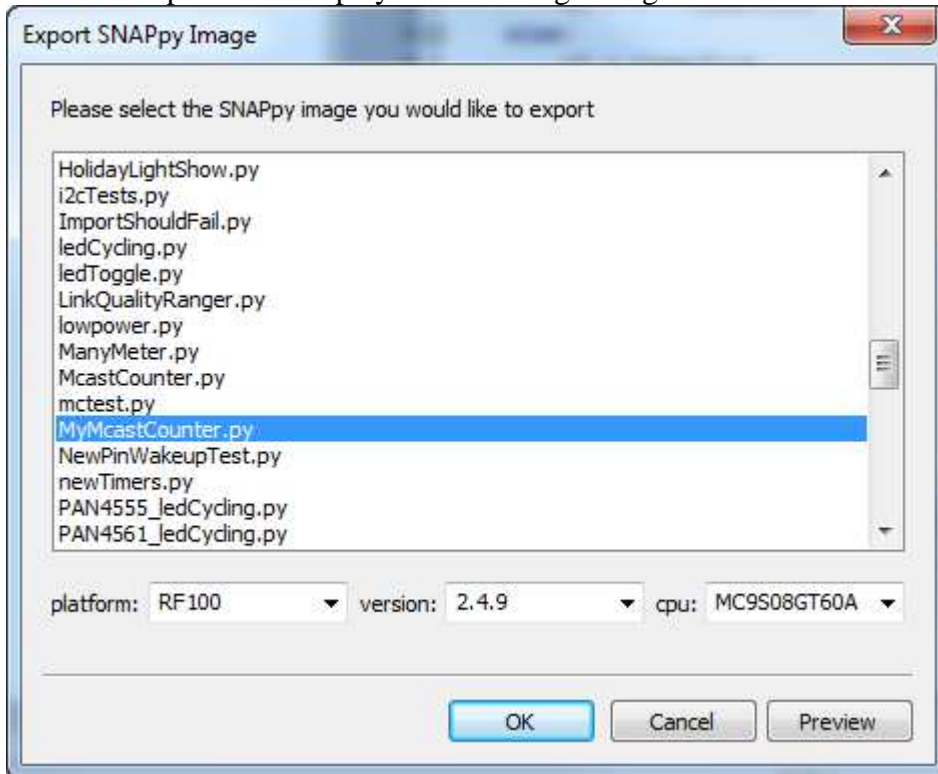 Export SNAPpy Image
Please select the SNAPpy image you would like to export
HolidayLightShow.py
i2cTests.py
ImportShouldFail.py
ledCycling.py
ledToggle.py
LinkQualityRanger.py
lowpower.py
ManyMeter.py
McastCounter.py
mctest.py
MyMcastCounter.py
NewPinWakeupTest.py
newTimers.py
PAN4555_ledCycling.py
PAN4561_ledCycling.py
platform: RF100 version: 2.4.9 cpu: MC9S08GT60A
OK Cancel Preview